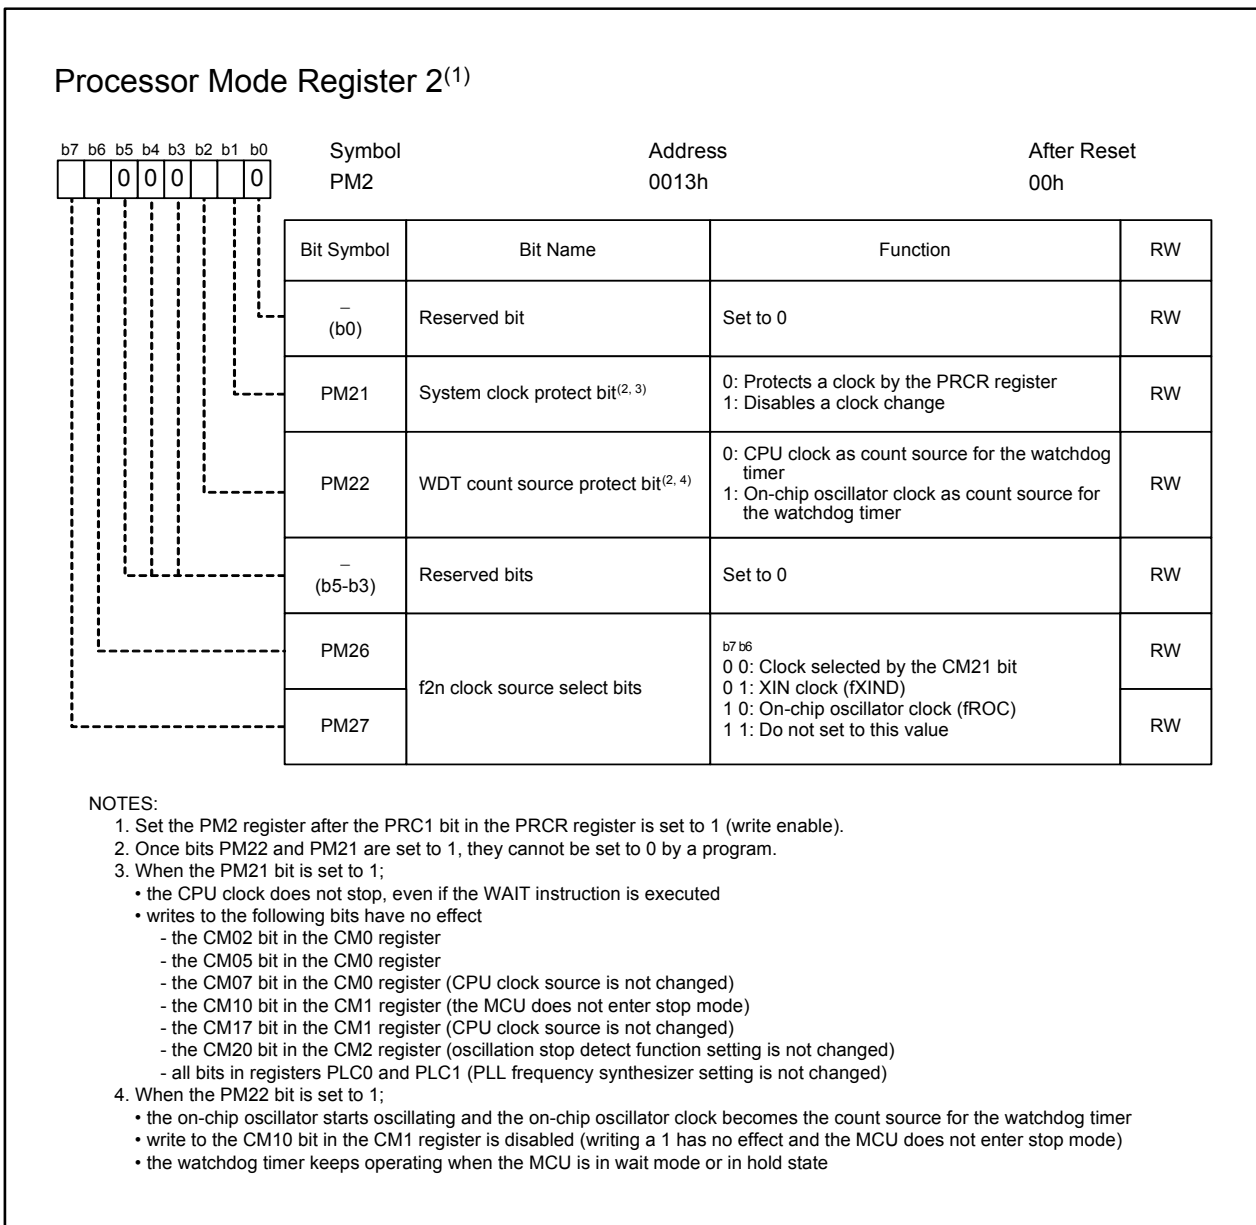 Processor Mode Register 2(1)
b7 b6 b5 b4 b3 b2 b1 b0
0 0 0 0
Symbol Address After Reset
PM2 0013h 00h
Bit Symbol Bit Name Function RW
–
(b0) Reserved bit Set to 0 RW
PM21 System clock protect bit(2, 3) 0: Protects a clock by the PRCR register RW
1: Disables a clock change
PM22 WDT count source protect bit(2, 4) 0: CPU clock as count source for the watchdog
timer
1: On-chip oscillator clock as count source for
the watchdog timer RW
–
(b5-b3) Reserved bits Set to 0 RW
PM26 RW
f2n clock source select bits
b7 b6
0 0: Clock selected by the CM21 bit
0 1: XIN clock (fXIND)
1 0: On-chip oscillator clock (fROC)
1 1: Do not set to this value
PM27 RW
NOTES:
1. Set the PM2 register after the PRC1 bit in the PRCR register is set to 1 (write enable).
2. Once bits PM22 and PM21 are set to 1, they cannot be set to 0 by a program.
3. When the PM21 bit is set to 1;
• the CPU clock does not stop, even if the WAIT instruction is executed
• writes to the following bits have no effect
- the CM02 bit in the CM0 register
- the CM05 bit in the CM0 register
- the CM07 bit in the CM0 register (CPU clock source is not changed)
- the CM10 bit in the CM1 register (the MCU does not enter stop mode)
- the CM17 bit in the CM1 register (CPU clock source is not changed)
- the CM20 bit in the CM2 register (oscillation stop detect function setting is not changed)
- all bits in registers PLC0 and PLC1 (PLL frequency synthesizer setting is not changed)
4. When the PM22 bit is set to 1;
• the on-chip oscillator starts oscillating and the on-chip oscillator clock becomes the count source for the watchdog timer
• write to the CM10 bit in the CM1 register is disabled (writing a 1 has no effect and the MCU does not enter stop mode)
• the watchdog timer keeps operating when the MCU is in wait mode or in hold state